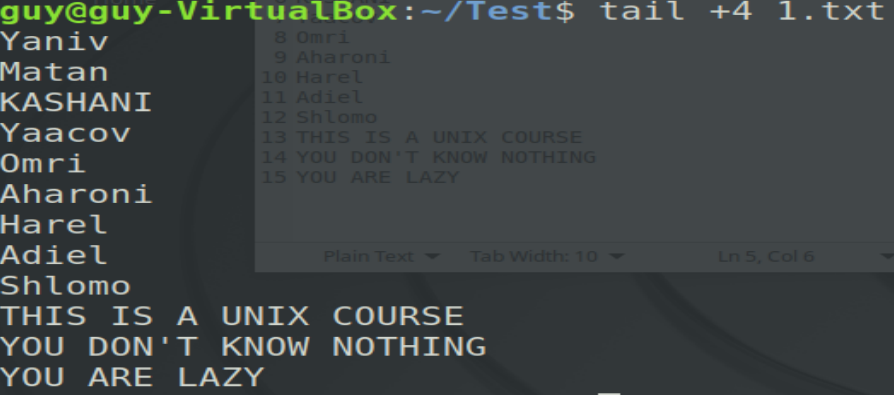 guy@guy-VirtualBox:~/Test$ tail +4 1.txt
Yaniv
Matan
KASHANI
Yaacov
Omri
Aharoni
Harel
Adiel
Shlomo
THIS IS A UNIX COURSE
YOU DON'T KNOW NOTHING
YOU ARE LAZY
8 Omri
9 Aharoni
10 Harel
11 Adiel
12 Shlomo
13 THIS IS A UNIX COURSE
14 YOU DON'T KNOW NOTHING
15 YOU ARE LAZY
Plain Text Tab Width: 10 Ln 5, Col 6